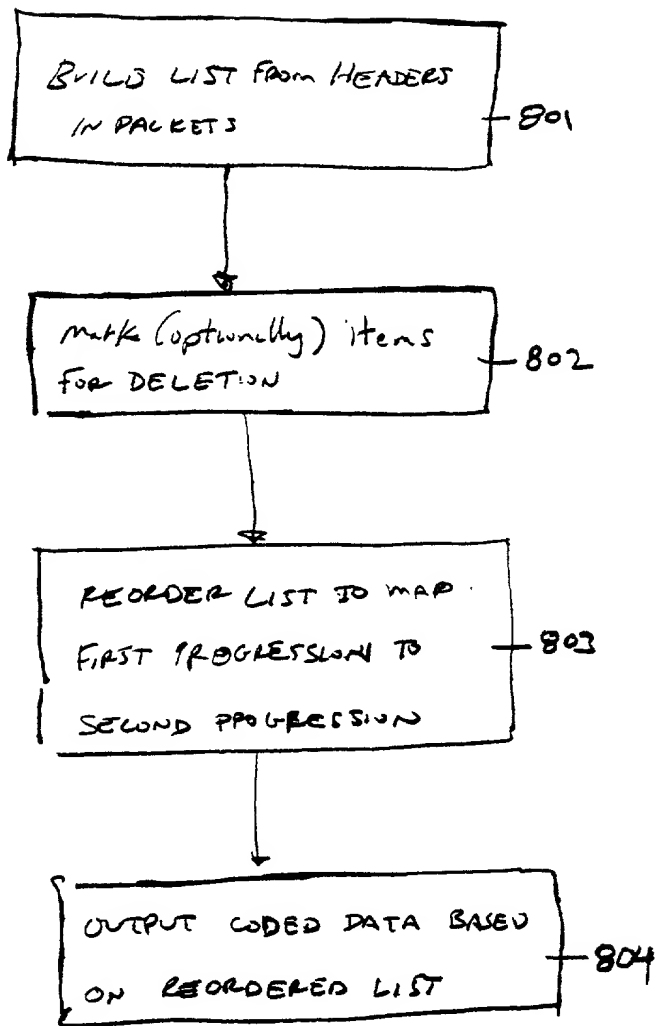 BUILD LIST FROM HEADERS
IN PACKETS
801
Mark (optionally) items
FOR DELETION
802
REORDER LIST TO MAP
FIRST PROGRESSION TO
SECOND PROGRESSION
803
OUTPUT CODED DATA BASED
ON REORDERED LIST
804